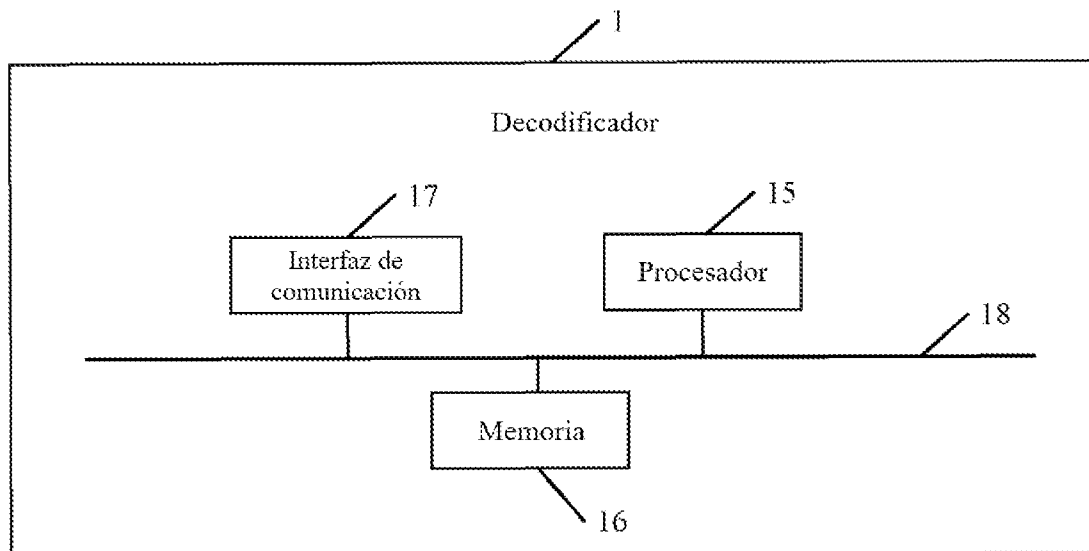 1
Decodificador
17
15
Interfaz de
comunicación
Procesador
18
Memoria
16